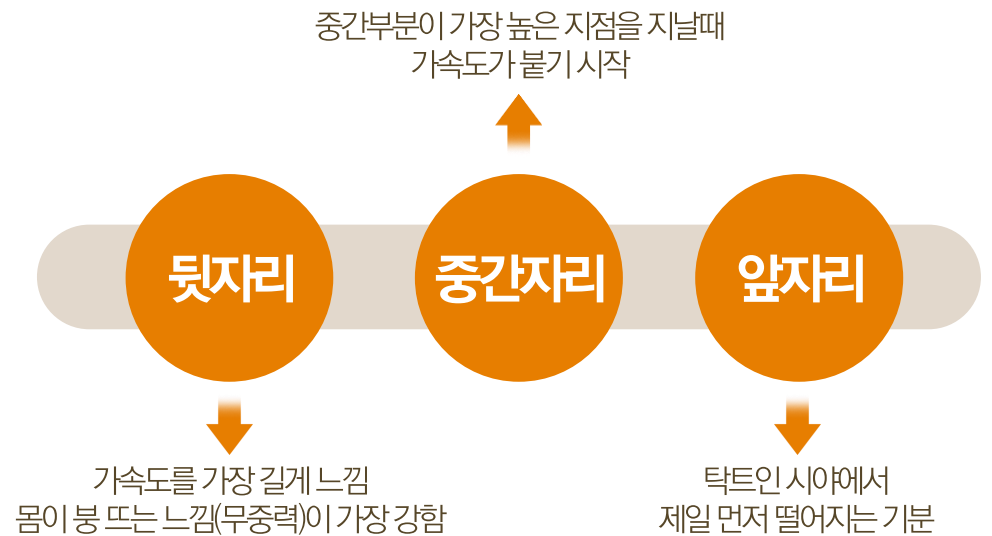 중간부분이 가장 높은 지점을 지날때
가속도가 붙기 시작
뒷자리
중간자리
앞자리
가속도를 가장 길게 느낌
몸이 붕 뜨는 느낌(무중력)이 가장 강함
탁트인 시야에서
제일 먼저 떨어지는 기분